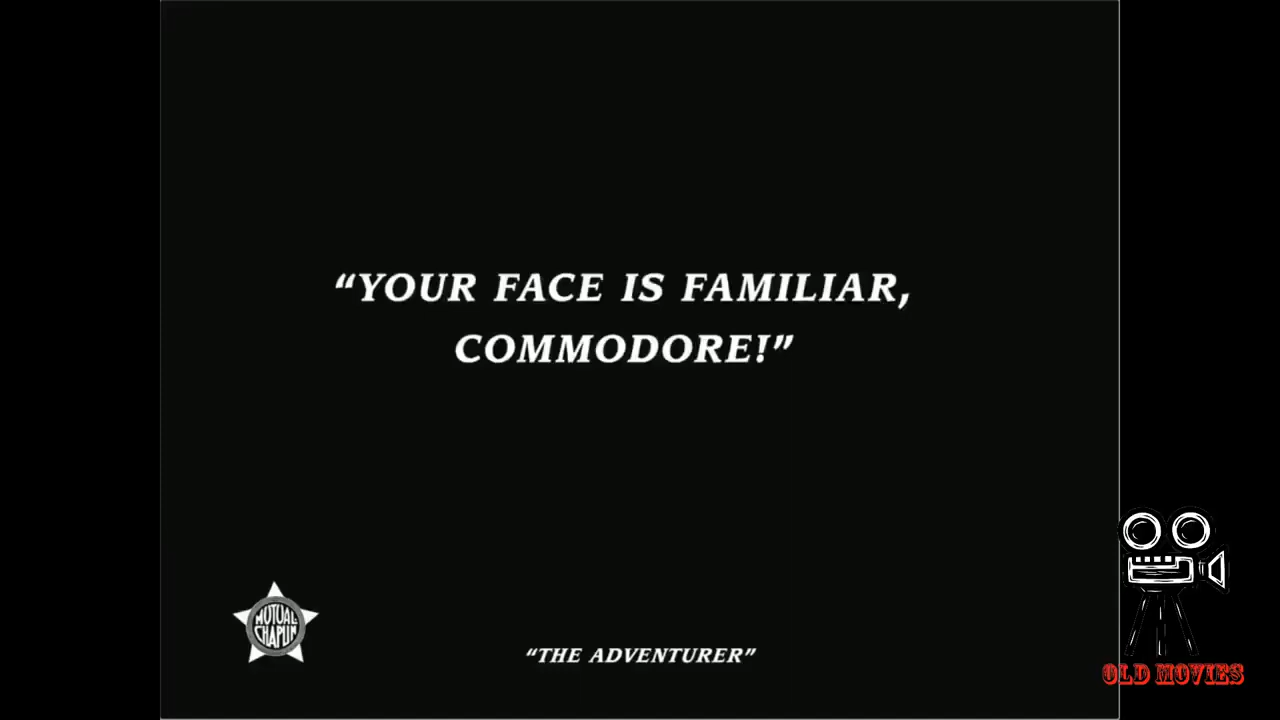 “YOUR FACE IS FAMILIAR,
COMMODORE!”
MUTUAL
CHAPLIN
“THE ADVENTURER”
OLD MOVIES